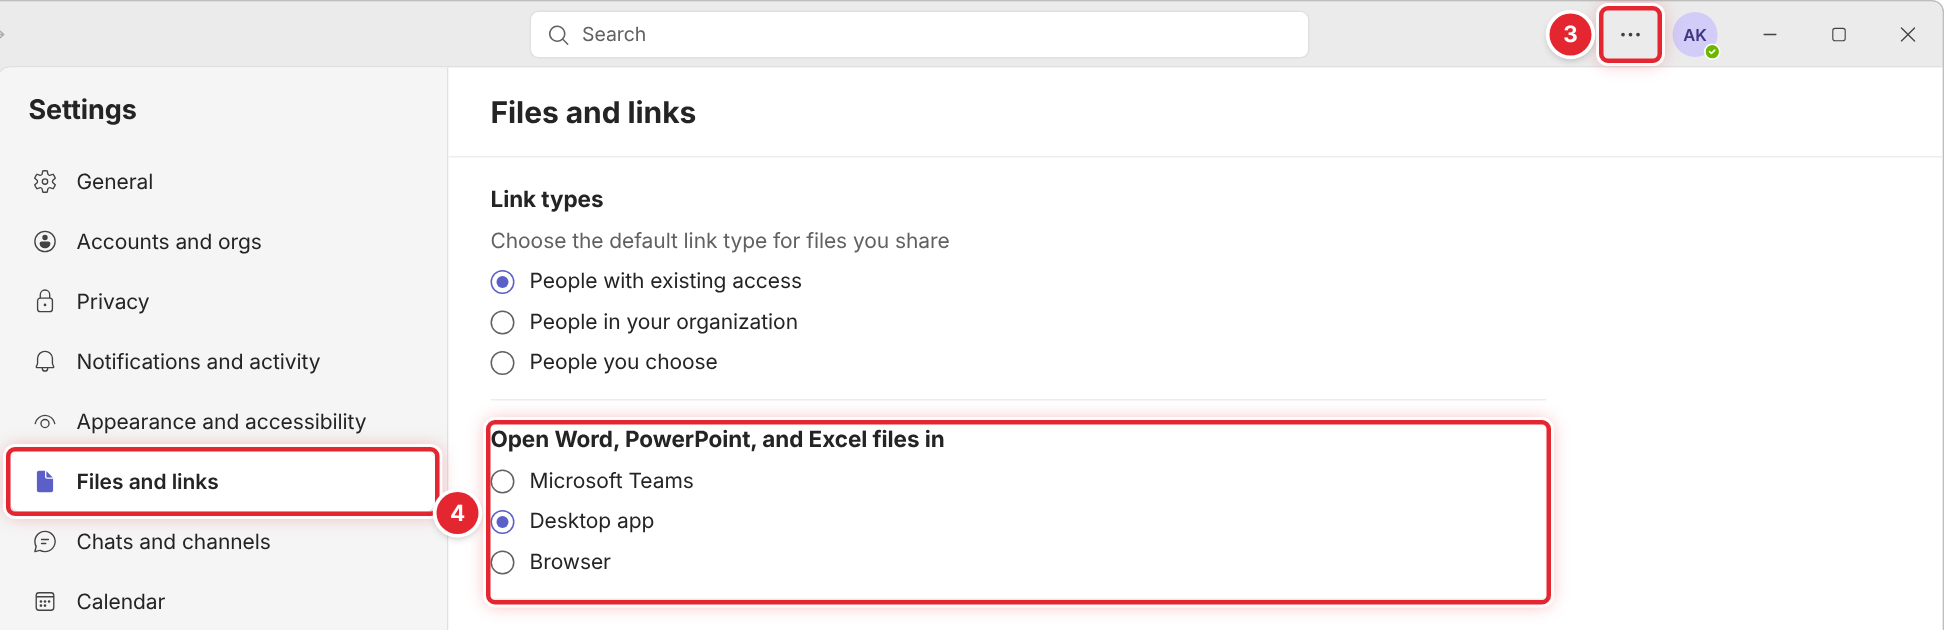 Search
3
...
AK
Settings
General
Accounts and orgs
Privacy
Notifications and activity
Appearance and accessibility
Files and links
4
Chats and channels
Calendar
Files and links
Link types
Choose the default link type for files you share
People with existing access
People in your organization
People you choose
Open Word, PowerPoint, and Excel files in
Microsoft Teams
Desktop app
Browser